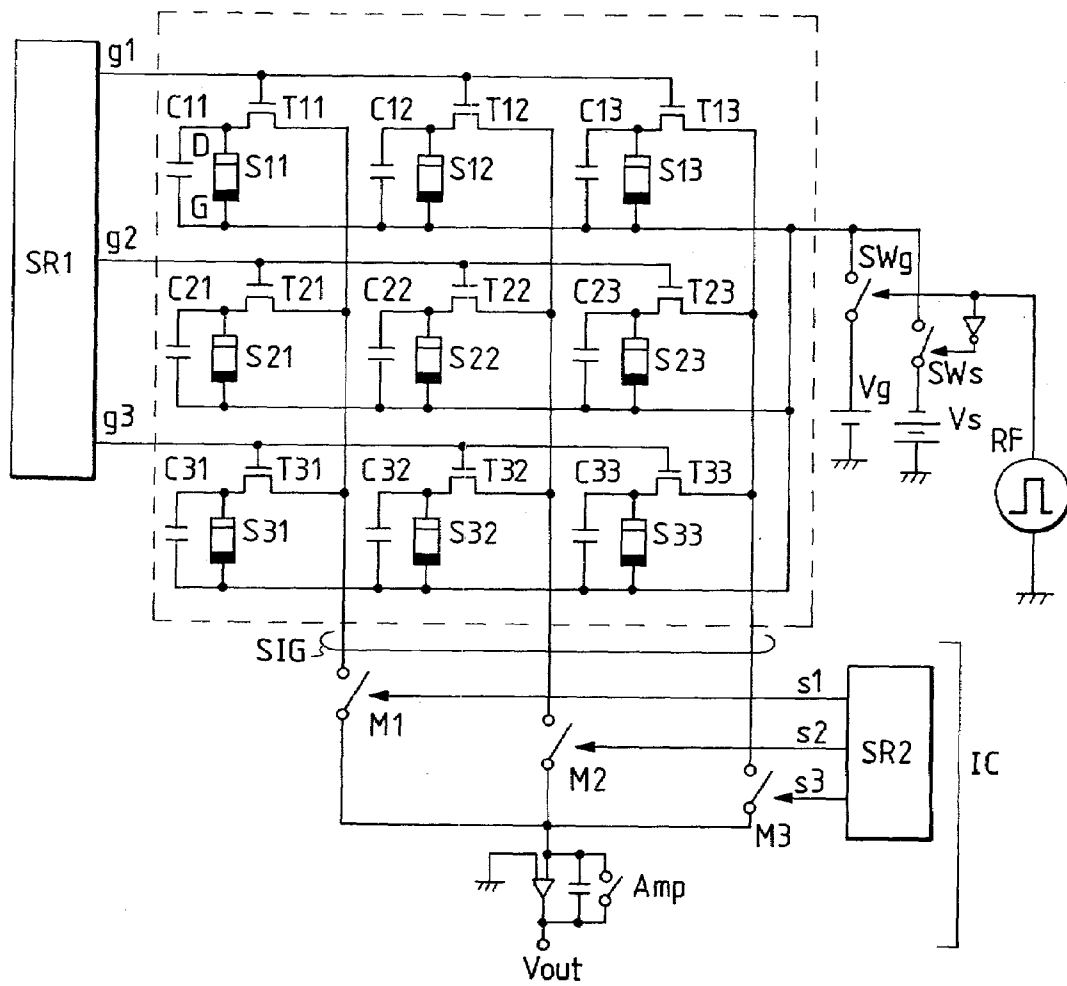 g1
C11 T11 C12 T12 C13 T13
D
S11 S12 S13
G
g2
SR1
SWg
C21 T21 C22 T22 C23 T23
S21 S22 S23
SWs
Vg
Vs
g3
RF
C31 T31 C32 T32 C33 T33
S31 S32 S33
SIG
s1
M1
s2
SR2
IC
M2
s3
M3
Amp
Vout